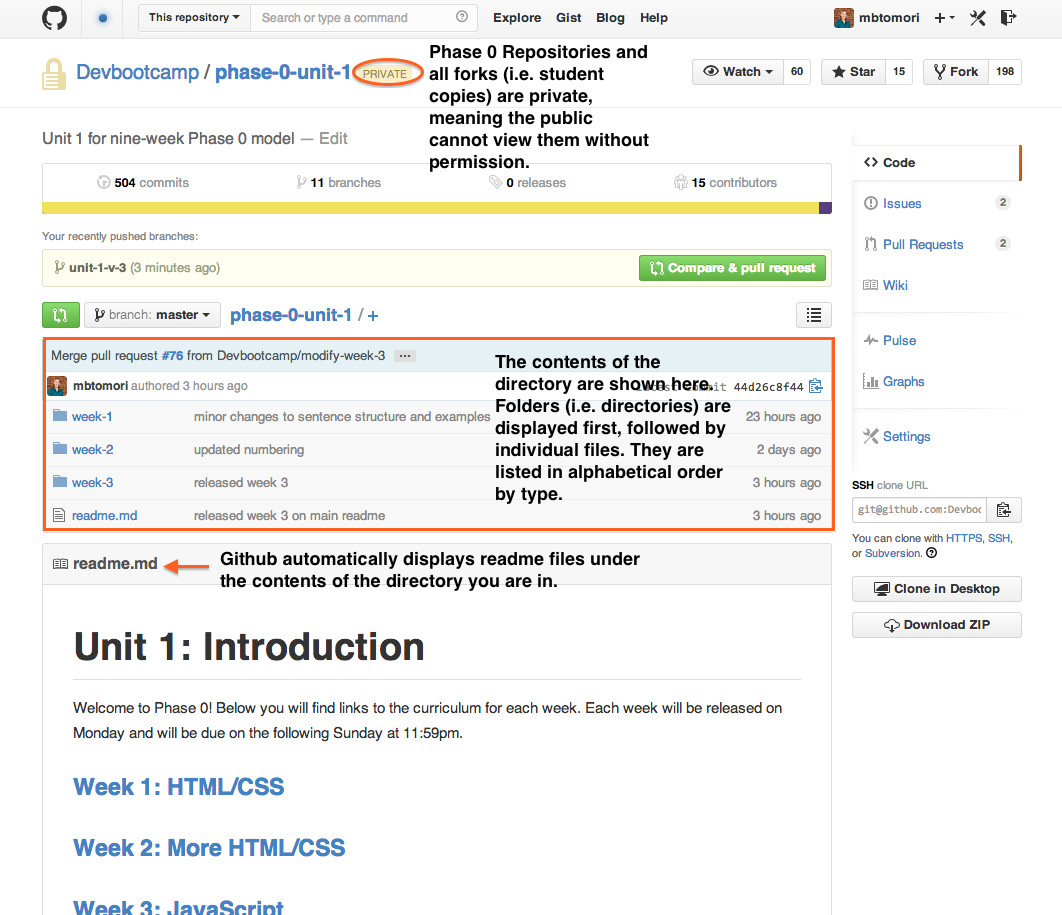 This repository
Search or type a command
Explore Gist Blog Help
mbtomori
Devbootcamp / phase-0-unit-1 PRIVATE
Phase 0 Repositories and
all forks (i.e. student
copies) are private,
meaning the public
cannot view them without
permission.
Watch 60
Star 15
Fork 198
Unit 1 for nine-week Phase 0 model — Edit
504 commits 11 branches 0 releases 15 contributors
Your recently pushed branches:
unit-1-v-3 (3 minutes ago)
Compare & pull request
branch: master phase-0-unit-1 / +
Merge pull request #76 from Devbootcamp/modify-week-3 ...
mbtomori authored 3 hours ago
latest commit 44d26c8f44
week-1 minor changes to sentence structure and examples 23 hours ago
week-2 updated numbering 2 days ago
week-3 released week 3 3 hours ago
readme.md released week 3 on main readme 3 hours ago
The contents of the
directory are shown here.
Folders (i.e. directories) are
displayed first, followed by
individual files. They are
listed in alphabetical order
by type.
readme.md
Github automatically displays readme files under
the contents of the directory you are in.
Unit 1: Introduction
Welcome to Phase 0! Below you will find links to the curriculum for each week. Each week will be released on
Monday and will be due on the following Sunday at 11:59pm.
Week 1: HTML/CSS
Week 2: More HTML/CSS
Week 3: JavaScript
Code
Issues 2
Pull Requests 2
Wiki
Pulse
Graphs
Settings
SSH clone URL
git@github.com:Devboc
You can clone with HTTPS, SSH,
or Subversion.
Clone in Desktop
Download ZIP